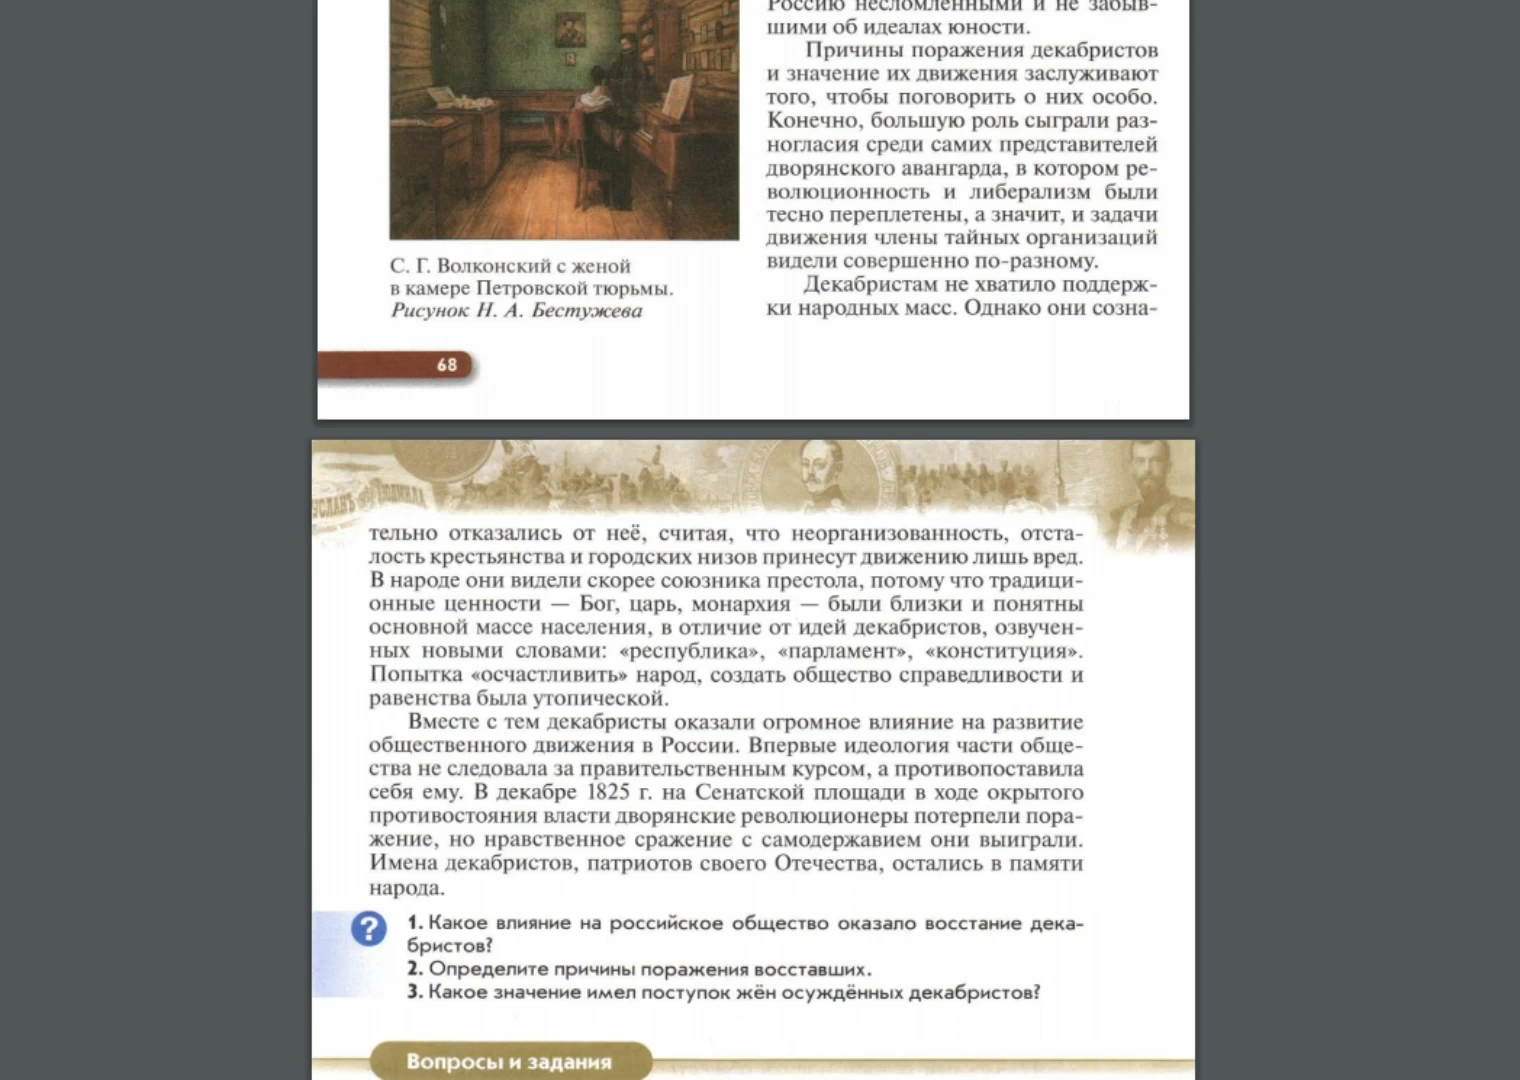 Россию несломленными и не забыв-
шими об идеалах юности.
Причины поражения декабристов
и значение их движения заслуживают
того, чтобы поговорить о них особо.
Конечно, большую роль сыграли раз-
ногласия среди самих представителей
дворянского авангарда, в котором ре-
волюционность и либерализм были
тесно переплетены, а значит, и задачи
движения члены тайных организаций
видели совершенно по-разному.
Декабристам не хватило поддерж-
ки народных масс. Однако они созна-
С. Г. Волконский с женой
в камере Петровской тюрьмы.
Рисунок Н. А. Бестужева
68
тельно отказались от неё, считая, что неорганизованность, отста-
лость крестьянства и городских низов принесут движению лишь вред.
В народе они видели скорее союзника престола, потому что традици-
онные ценности — Бог, царь, монархия — были близки и понятны
основной массе населения, в отличие от идей декабристов, озвучен-
ных новыми словами: «республика», «парламент», «конституция».
Попытка «осчастливить» народ, создать общество справедливости и
равенства была утопической.
Вместе с тем декабристы оказали огромное влияние на развитие
общественного движения в России. Впервые идеология части обще-
ства не следовала за правительственным курсом, а противопоставила
себя ему. В декабре 1825 г. на Сенатской площади в ходе окрытого
противостояния власти дворянские революционеры потерпели пора-
жение, но нравственное сражение с самодержавием они выиграли.
Имена декабристов, патриотов своего Отечества, остались в памяти
народа.
?
1. Какое влияние на российское общество оказало восстание дека-
бристов?
2. Определите причины поражения восставших.
3. Какое значение имел поступок жён осуждённых декабристов?
Вопросы и задания